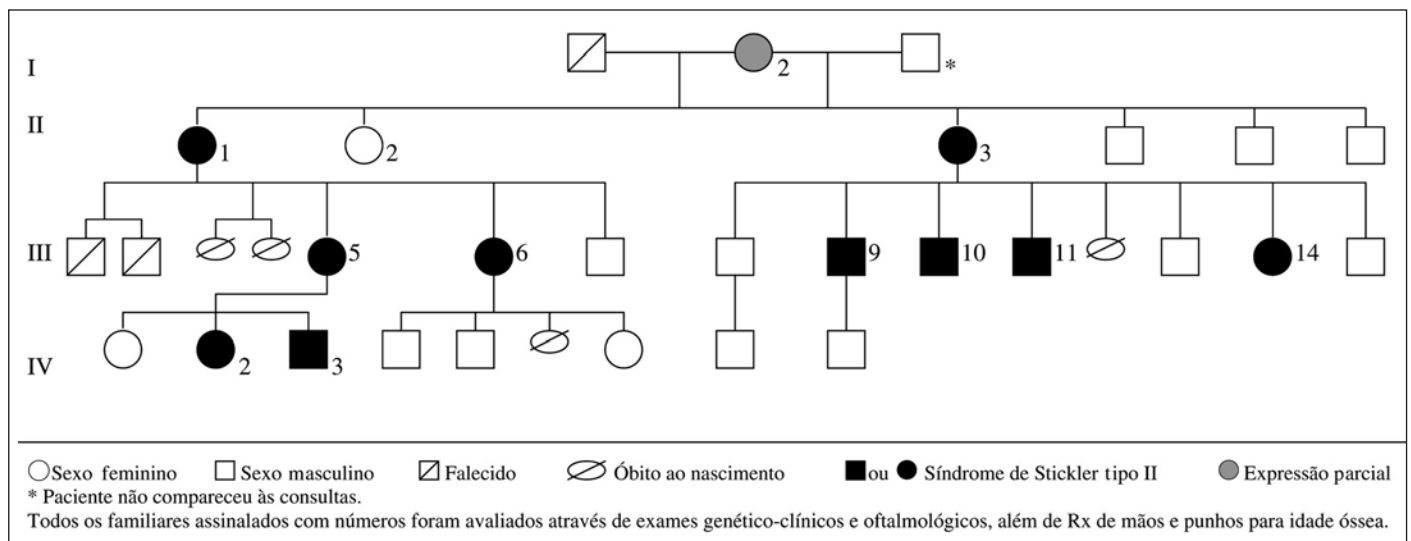 I
2
*
II
1 2 3
III
5 6 9 10 11 14
IV
2 3
Sexo feminino Sexo masculino Falecido Óbito ao nascimento ou Síndrome de Stickler tipo II Expressão parcial
* Paciente não compareceu às consultas.
Todos os familiares assinalados com números foram avaliados através de exames genético-clínicos e oftalmológicos, além de Rx de mãos e punhos para idade óssea.